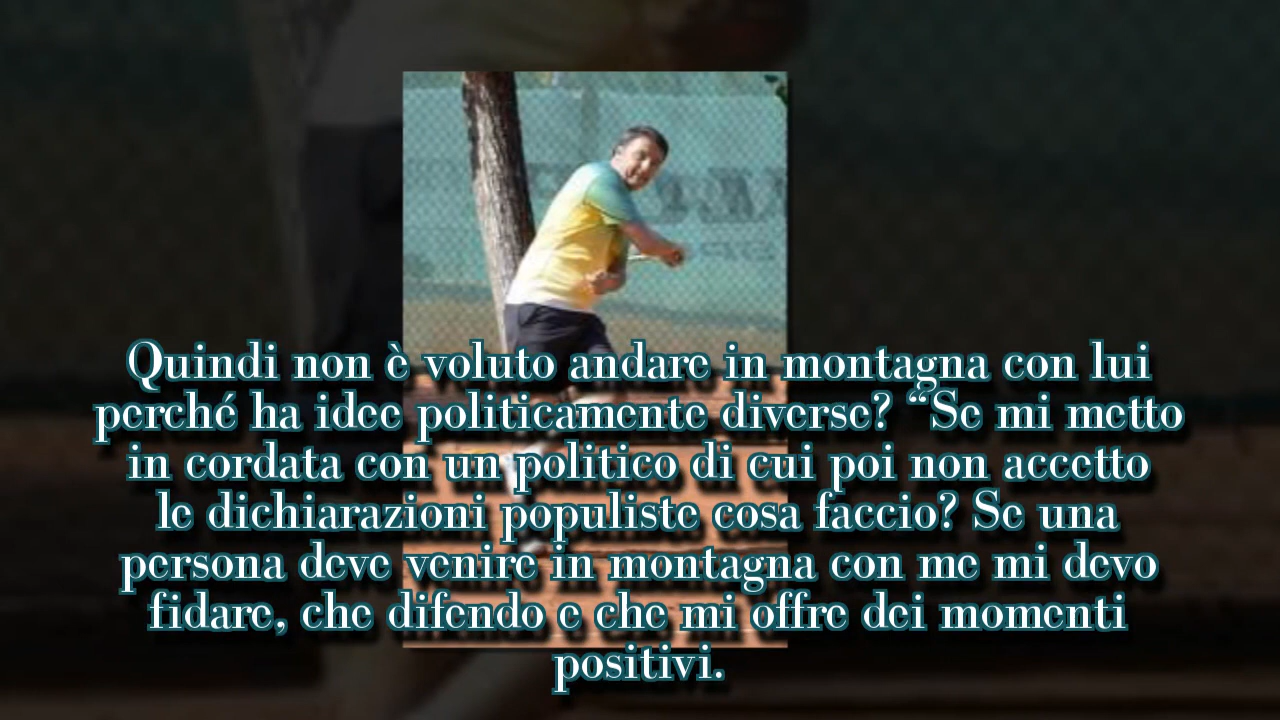 Quindi non è voluto andare in montagna con lui
perché ha idee politicamente diverse? “Se mi metto
in cordata con un politico di cui poi non accetto
le dichiarazioni populiste cosa faccio? Se una
persona deve venire in montagna con me mi devo
fidare, che difendo e che mi offre dei momenti
positivi.